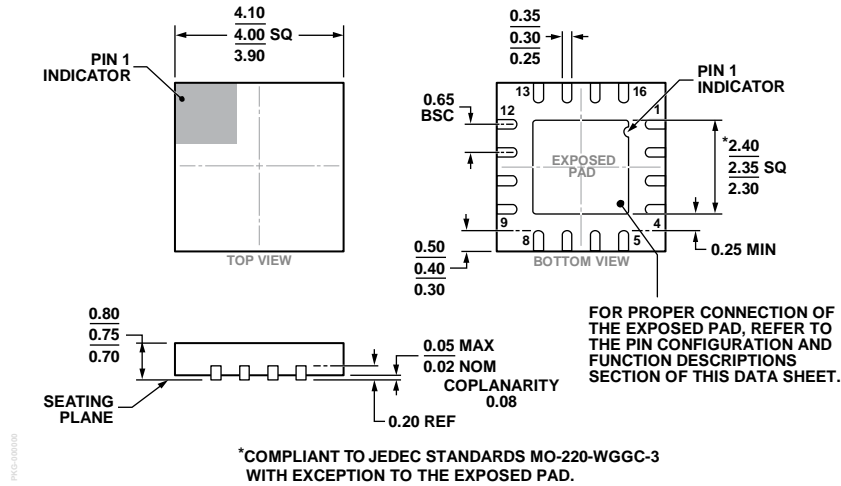 4.10
4.00 SQ
3.90
PIN 1
INDICATOR
TOP VIEW
0.35
0.30
0.25
PIN 1
INDICATOR
0.65
BSC
13
16
12
1
EXPOSED
PAD
*2.40
2.35 SQ
2.30
9
4
8
5
0.50
0.40
0.30
0.25 MIN
BOTTOM VIEW
0.80
0.75
0.70
0.05 MAX
0.02 NOM
COPLANARITY
0.08
SEATING
PLANE
0.20 REF
FOR PROPER CONNECTION OF
THE EXPOSED PAD, REFER TO
THE PIN CONFIGURATION AND
FUNCTION DESCRIPTIONS
SECTION OF THIS DATA SHEET.
*COMPLIANT TO JEDEC STANDARDS MO-220-WGGC-3
WITH EXCEPTION TO THE EXPOSED PAD.
PKG-000000